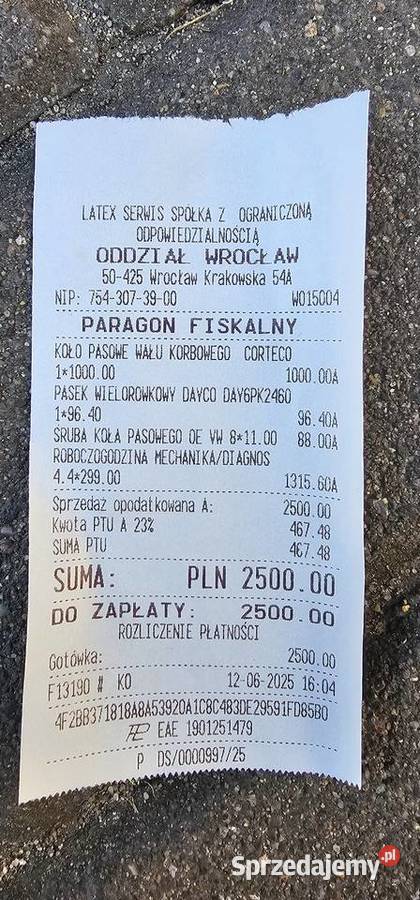 LATEX SERWIS SPÓŁKA Z OGRANICZONĄ
ODPOWIEDZIALNOŚCIĄ
ODDZIAŁ WROCŁAW
50-425 Wrocław Krakowska 54A
NIP: 754-307-39-00 W015004
PARAGON FISKALNY
KOŁO PASOWE WAŁU KORBOWEGO CORTECO
1*1000.00 1000.00A
PASEK WIELOROWKOWY DAYCO DAY6PK2460
1*96.40 96.40A
SRUBA KOŁA PASOWEGO OE VW 8*11.00 88.00A
ROBOCZOGODZINA MECHANIKA/DIAGNOS
4.4*299.00 1315.60A
Sprzedaż opodatkowana A: 2500.00
Kwota PTU A 23% 467.48
SUMA PTU 467.48
SUMA: PLN 2500.00
DO ZAPŁATY: 2500.00
ROZLICZENIE PŁATNOŚCI
Gotówka: 2500.00
F13190 # KO 12-06-2025 16:04
4F2BB371818A8A53920A1C8C483DE29591FD85B0
EAE 1901251479
P DS/0000997/25
Sprzedajemy.pl